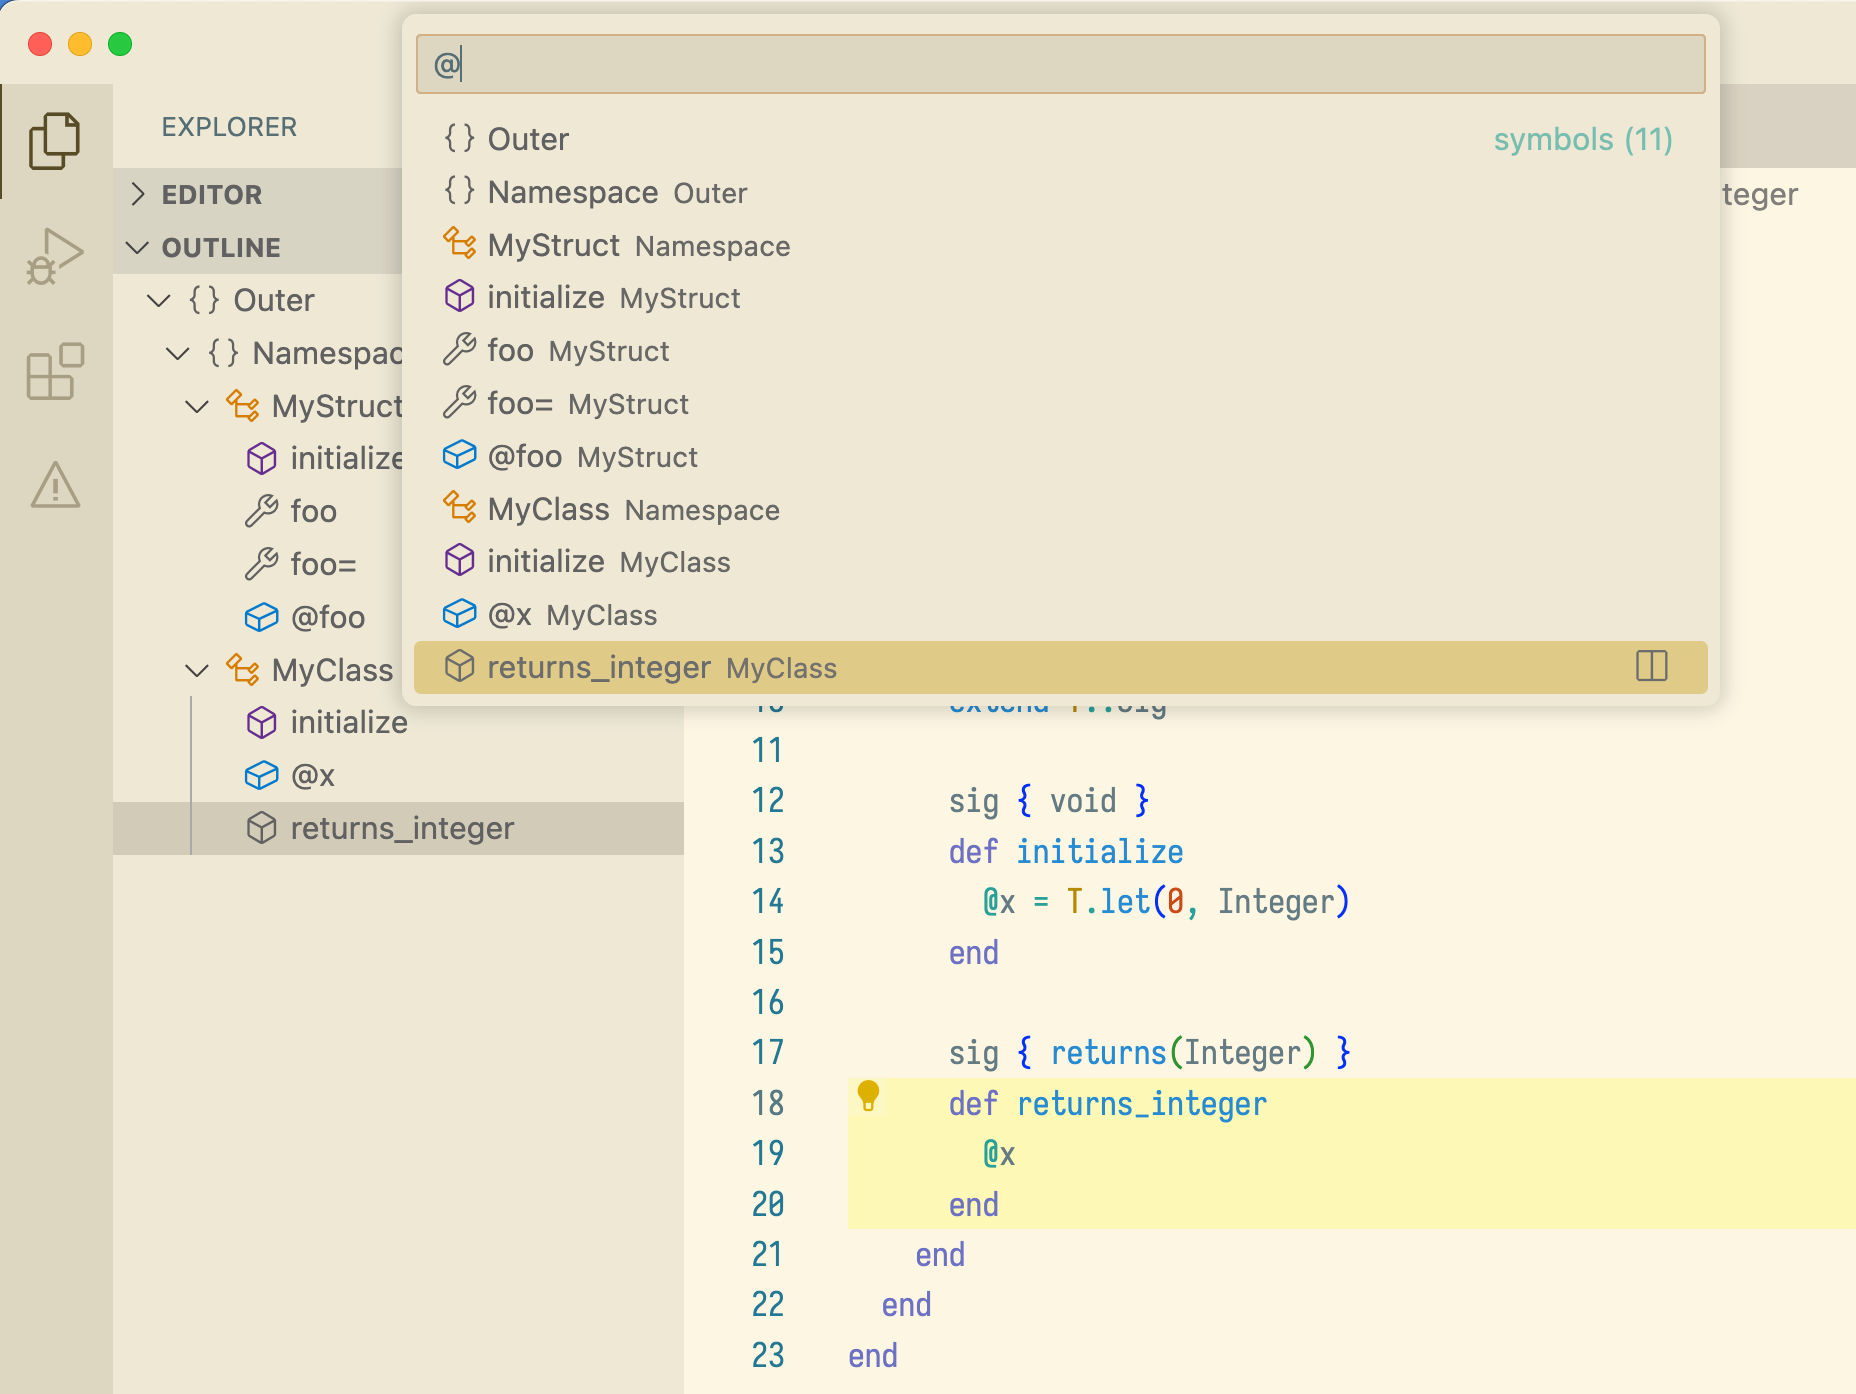 @
{} Outer symbols (11)
{} Namespace Outer
MyStruct Namespace
initialize MyStruct
foo MyStruct
foo= MyStruct
@foo MyStruct
MyClass Namespace
initialize MyClass
@x MyClass
returns_integer MyClass
EXPLORER
EDITOR
OUTLINE
{} Outer
{} Namespac
MyStruct
initialize
foo
foo=
@foo
MyClass
initialize
@x
returns_integer
teger
10 extend T::Sig
11
12 sig { void }
13 def initialize
14 @x = T.let(0, Integer)
15 end
16
17 sig { returns(Integer) }
18 def returns_integer
19 @x
20 end
21 end
22 end
23 end